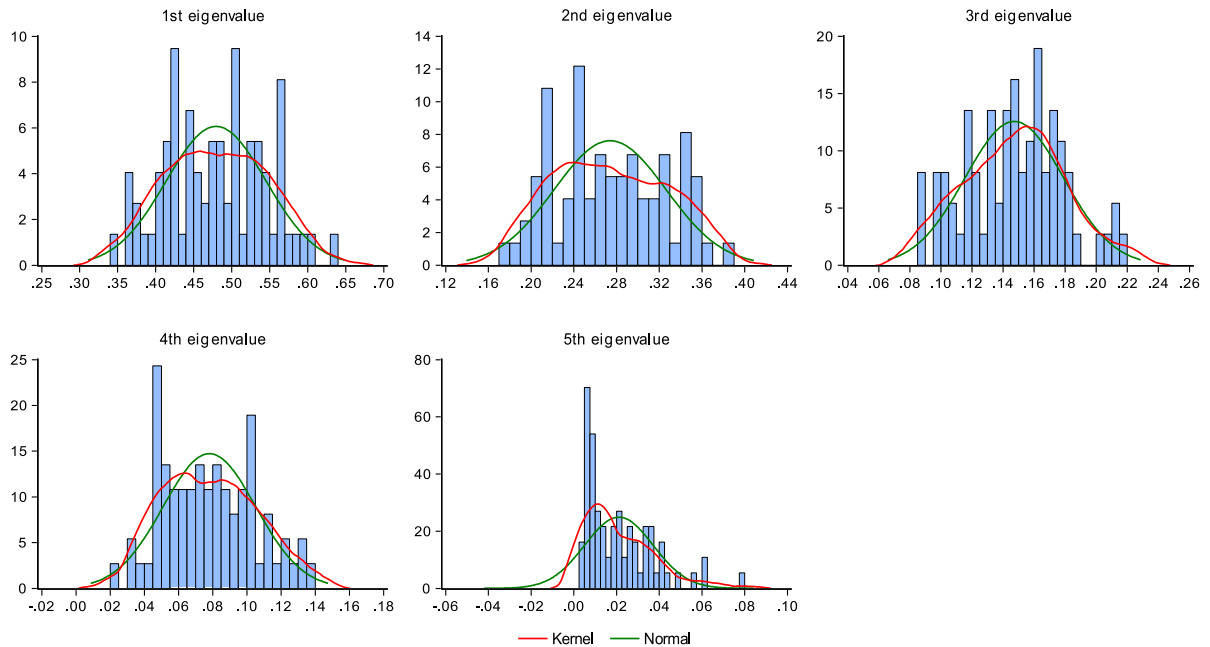 1st eigenvalue
10
8
6
4
2
0
0.25 .30 .35 .40 .45 .50 .55 .60 .65 .70
2nd eigenvalue
14
12
10
8
6
4
2
0
.12 .16 .20 .24 .28 .32 .36 .40 .44
3rd eigenvalue
20
15
10
5
0
.04 .06 .08 .10 .12 .14 .16 .18 .20 .22 .24 .26
4th eigenvalue
25
20
15
10
5
0
-.02 .00 .02 .04 .06 .08 .10 .12 .14 .16 .18
5th eigenvalue
80
60
40
20
0
-.06 -.04 -.02 .00 .02 .04 .06 .08 .10
Kernel Normal